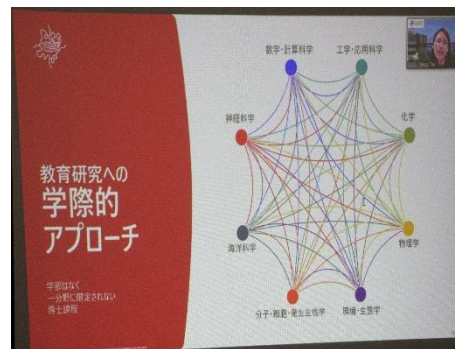 教育研究への
学際的
アプローチ
学部はなく
一分野に限定されない
博士課程
数学・計算科学
工学・応用科学
神経科学
化学
海洋科学
物理学
分子・細胞・発生生物学
環境・生態学